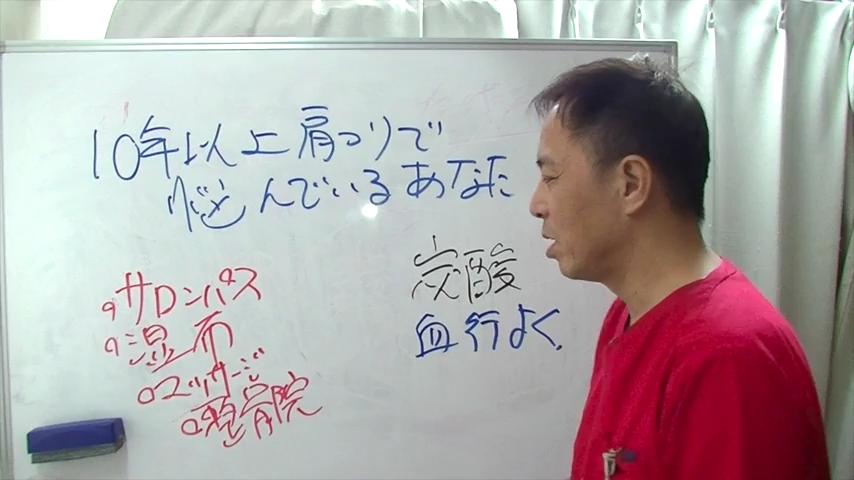 10年以上肩こりで
悩んでいるあなた
サロンパス
湿布
マッサージ
整骨院
炭酸
血行よく